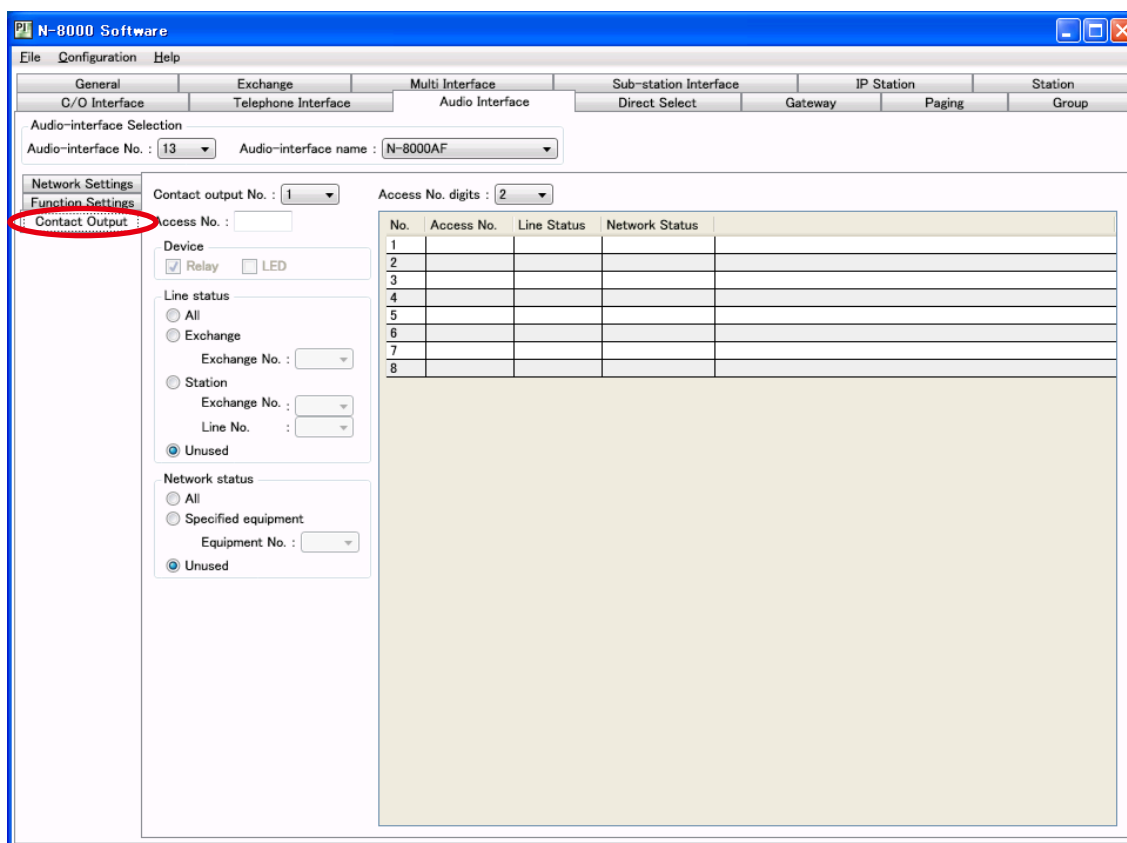 PI N-8000 Software
File Configuration Help
General Exchange Multi Interface Sub-station Interface IP Station Station
C/O Interface Telephone Interface Audio Interface Direct Select Gateway Paging Group
Audio-interface Selection
Audio-interface No. : 13 Audio-interface name : N-8000AF
Network Settings
Function Settings
Contact Output
Contact output No. : 1 Access No. digits : 2
Access No. :
Device
Relay LED
Line status
All
Exchange
Exchange No. :
Station
Exchange No. :
Line No. :
Unused
Network status
All
Specified equipment
Equipment No. :
Unused
No. Access No. Line Status Network Status
1
2
3
4
5
6
7
8